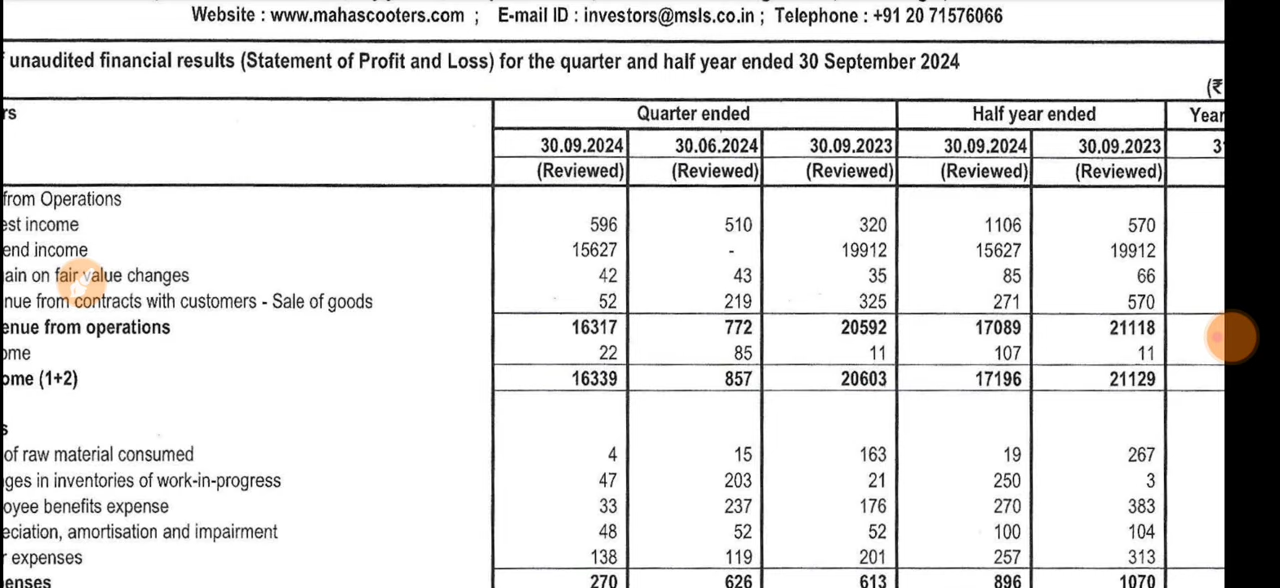 Website : www.mahascooters.com ; E-mail ID : investors@msls.co.in ; Telephone : +91 20 71576066
unaudited financial results (Statement of Profit and Loss) for the quarter and half year ended 30 September 2024
(₹
rs Quarter ended Half year ended Year
30.09.2024 30.06.2024 30.09.2023 30.09.2024 30.09.2023 3
(Reviewed) (Reviewed) (Reviewed) (Reviewed) (Reviewed)
from Operations
est income 596 510 320 1106 570
end income 15627 - 19912 15627 19912
ain on fair value changes 42 43 35 85 66
nue from contracts with customers - Sale of goods 52 219 325 271 570
enue from operations 16317 772 20592 17089 21118
ome 22 85 11 107 11
ome (1+2) 16339 857 20603 17196 21129
s
of raw material consumed 4 15 163 19 267
ges in inventories of work-in-progress 47 203 21 250 3
oyee benefits expense 33 237 176 270 383
eciation, amortisation and impairment 48 52 52 100 104
r expenses 138 119 201 257 313
enses 270 626 613 896 1070